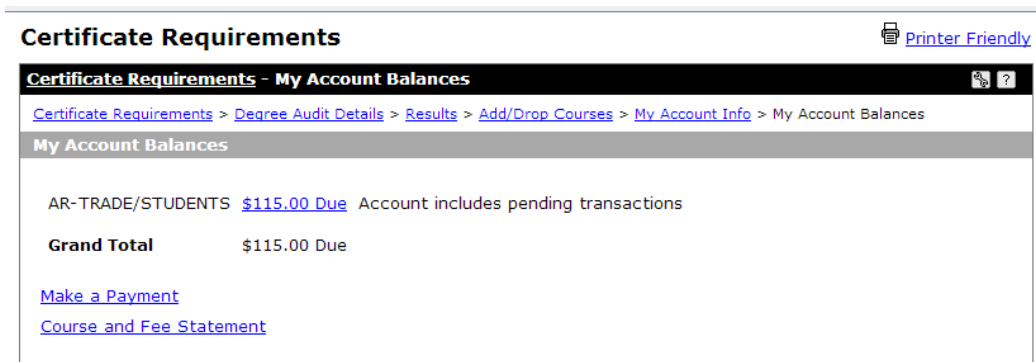 Certificate Requirements
Printer Friendly
Certificate Requirements - My Account Balances
?
Certificate Requirements > Degree Audit Details > Results > Add/Drop Courses > My Account Info > My Account Balances
My Account Balances
AR-TRADE/STUDENTS $115.00 Due Account includes pending transactions
Grand Total $115.00 Due
Make a Payment
Course and Fee Statement